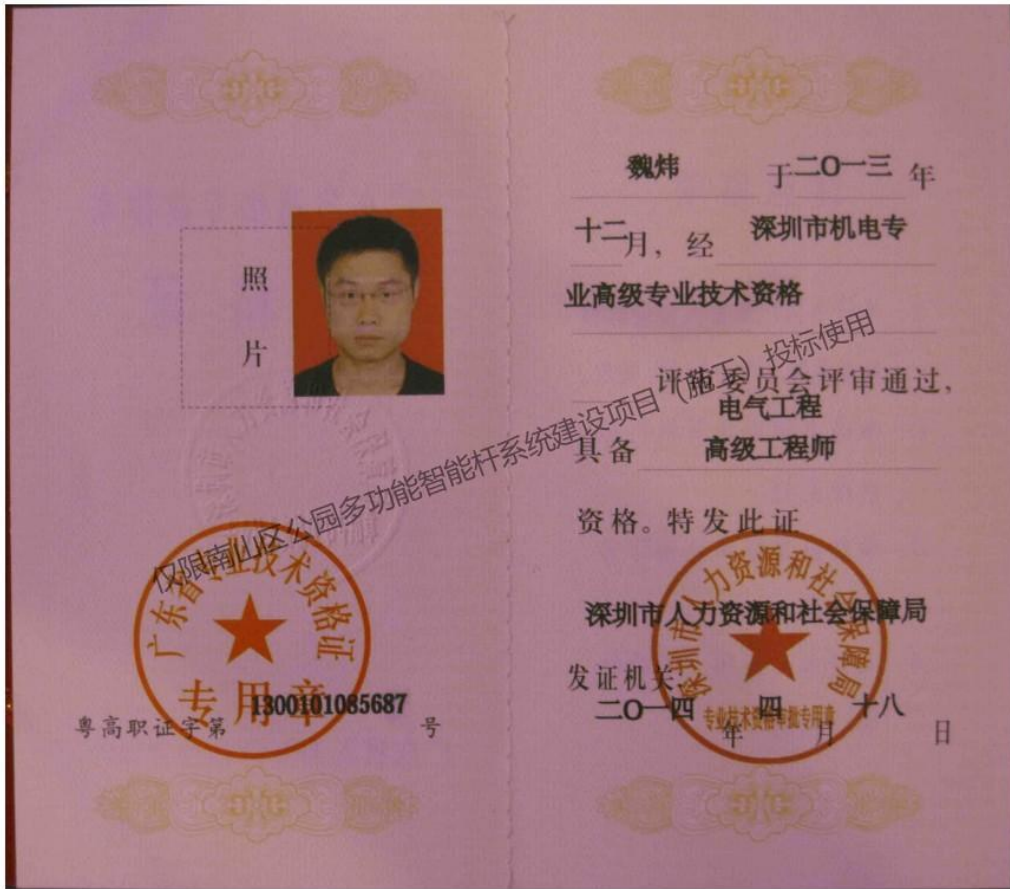 照
片
广东省专业技术资格证
专用章
粤高职证字第 1300101085687 号
魏炜 于二〇一三 年
十二月，经 深圳市机电专
业高级专业技术资格
评审委员会评审通过，
电气工程
具备 高级工程师
资格。特发此证
深圳市人力资源和社会保障局
深圳市人力资源和社会保障局
发证机关
二〇一四 年 四 月 十八 日
专业技术资格审批专用章
仅限南山区公园多功能智能杆系统建设项目（施工）投标使用